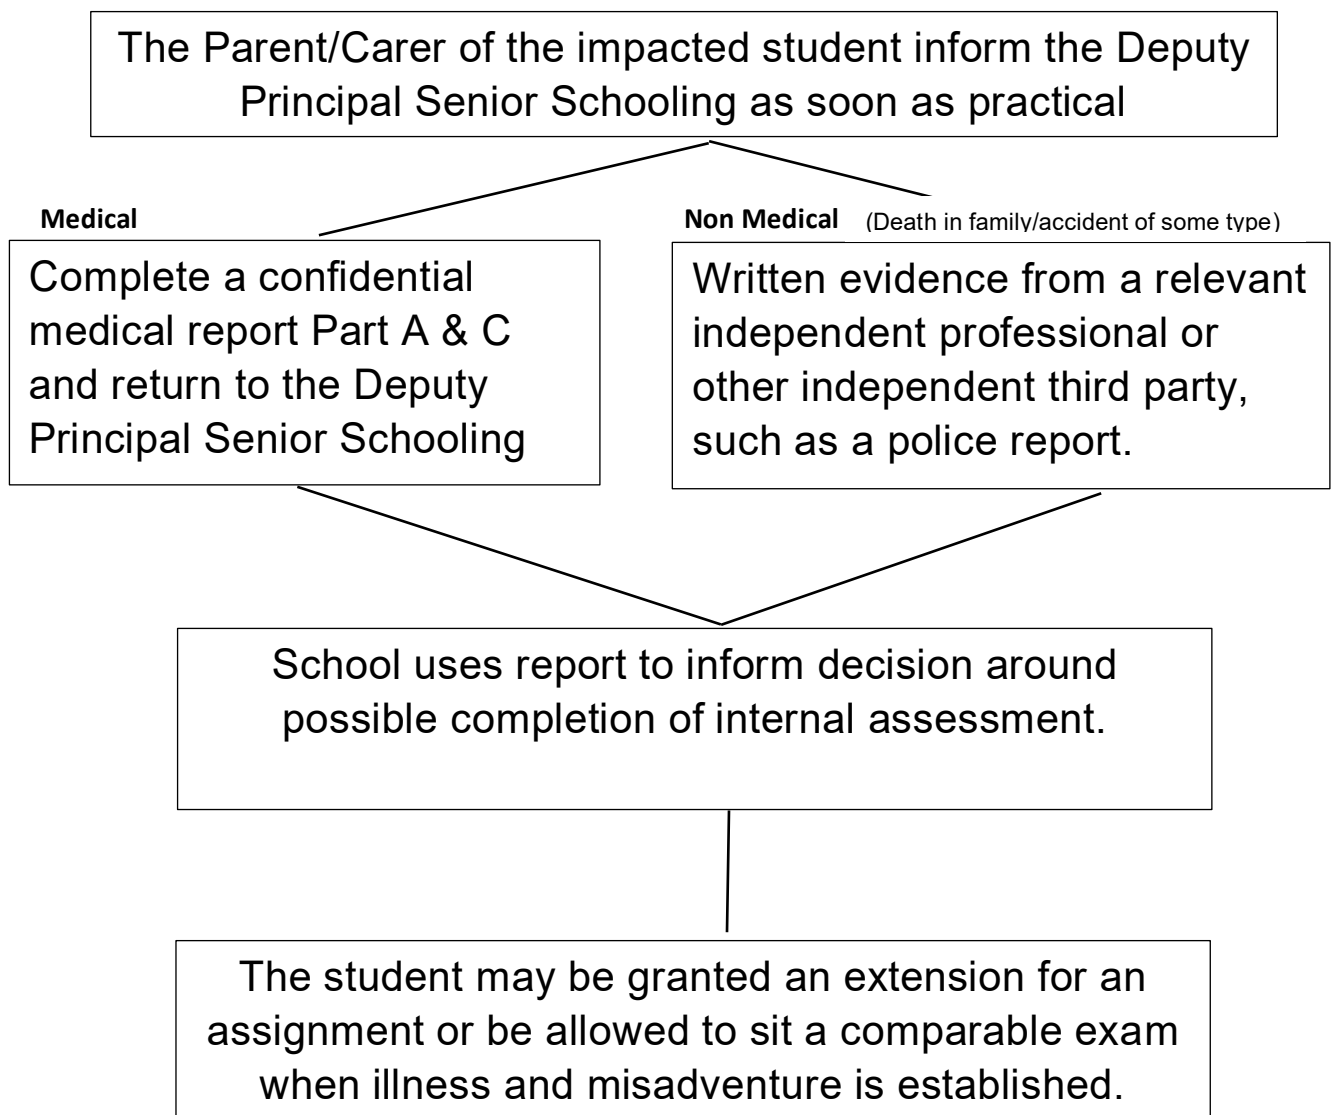 The Parent/Carer of the impacted student inform the Deputy
Principal Senior Schooling as soon as practical
Medical
Complete a confidential
medical report Part A & C
and return to the Deputy
Principal Senior Schooling
Non Medical (Death in family/accident of some type)
Written evidence from a relevant
independent professional or
other independent third party,
such as a police report.
School uses report to inform decision around
possible completion of internal assessment.
The student may be granted an extension for an
assignment or be allowed to sit a comparable exam
when illness and misadventure is established.